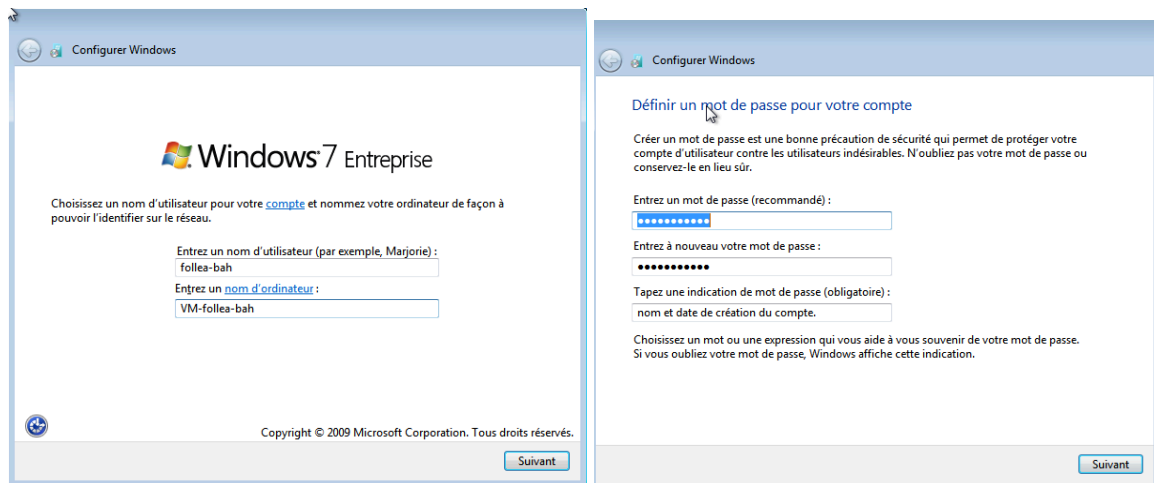 Configurer Windows
Windows 7 Entreprise
Choisissez un nom d'utilisateur pour votre compte et nommez votre ordinateur de façon à
pouvoir l'identifier sur le réseau.
Entrez un nom d'utilisateur (par exemple, Marjorie) :
follea-bah
Entrez un nom d'ordinateur :
VM-follea-bah
Copyright © 2009 Microsoft Corporation. Tous droits réservés.
Suivant
Configurer Windows
Définir un mot de passe pour votre compte
Créer un mot de passe est une bonne précaution de sécurité qui permet de protéger votre
compte d'utilisateur contre les utilisateurs indésirables. N'oubliez pas votre mot de passe ou
conservez-le en lieu sûr.
Entrez un mot de passe (recommandé) :
●●●●●●●●●●●
Entrez à nouveau votre mot de passe :
●●●●●●●●●●●
Tapez une indication de mot de passe (obligatoire) :
nom et date de création du compte.
Choisissez un mot ou une expression qui vous aide à vous souvenir de votre mot de passe.
Si vous oubliez votre mot de passe, Windows affiche cette indication.
Suivant